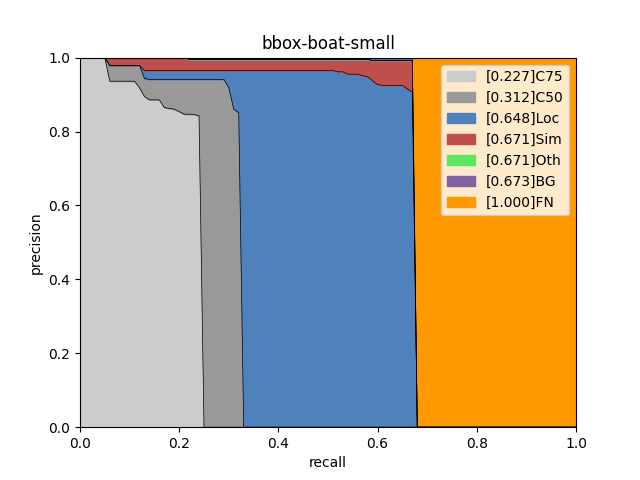 bbox-boat-small
1.0
0.8
0.6
0.4
0.2
0.0
precision
[0.227]C75
[0.312]C50
[0.648]Loc
[0.671]Sim
[0.671]Oth
[0.673]BG
[1.000]FN
0.0 0.2 0.4 0.6 0.8 1.0
recall